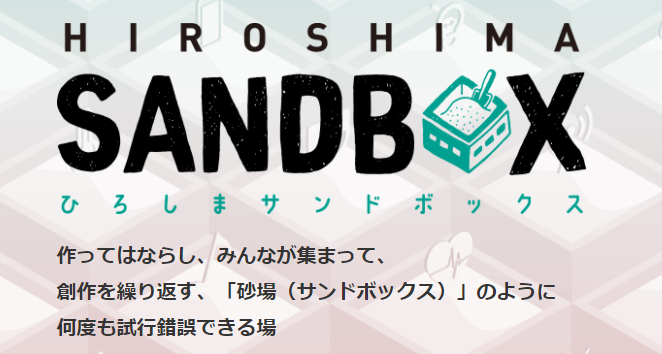 HIROSHIMA
SANDBOX
ひろしまサンドボックス
作ってはならし、みんなが集まって、
創作を繰り返す、「砂場（サンドボックス）」のように
何度も試行錯誤できる場